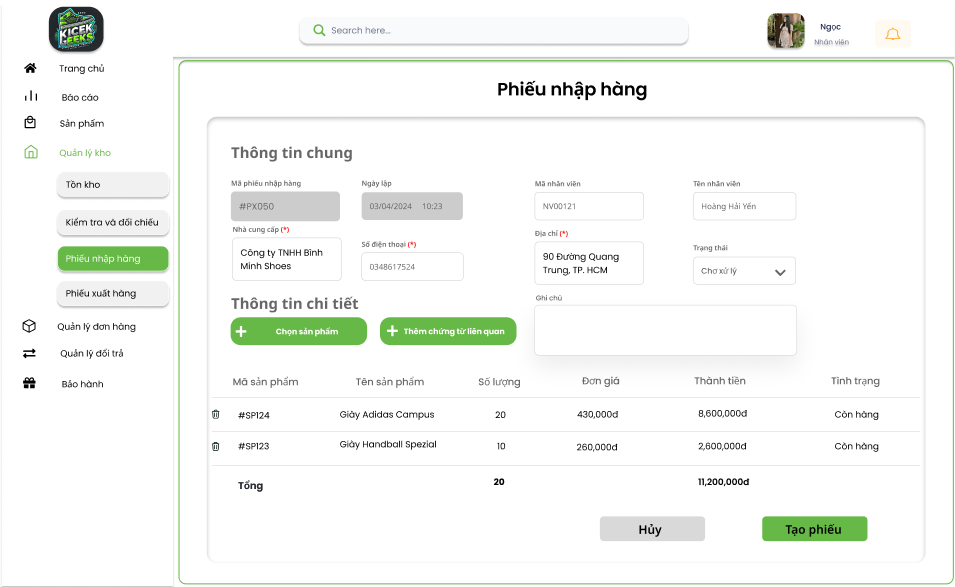 KICEK
GEEKS
Search here...
Ngọc
Nhân viên
Trang chủ
Báo cáo
Sản phẩm
Quản lý kho
Tồn kho
Kiểm tra và đối chiếu
Phiếu nhập hàng
Phiếu xuất hàng
Quản lý đơn hàng
Quản lý đổi trả
Bảo hành
Phiếu nhập hàng
Thông tin chung
Mã phiếu nhập hàng
Ngày lập
Mã nhân viên
Tên nhân viên
#PX050
03/04/2024 10:23
NV00121
Hoàng Hải Yến
Nhà cung cấp (*)
Số điện thoại (*)
Địa chỉ (*)
Trạng thái
Công ty TNHH Bình
Minh Shoes
0348617524
90 Đường Quang
Trung, TP. HCM
Chờ xử lý
Thông tin chi tiết
Ghi chú
Chọn sản phẩm
Thêm chứng từ liên quan
Mã sản phẩm Tên sản phẩm Số lượng Đơn giá Thành tiền Tình trạng
#SP124 Giày Adidas Campus 20 430,000đ 8,600,000đ Còn hàng
#SP123 Giày Handball Spezial 10 260,000đ 2,600,000đ Còn hàng
Tổng 20 11,200,000đ
Hủy
Tạo phiếu